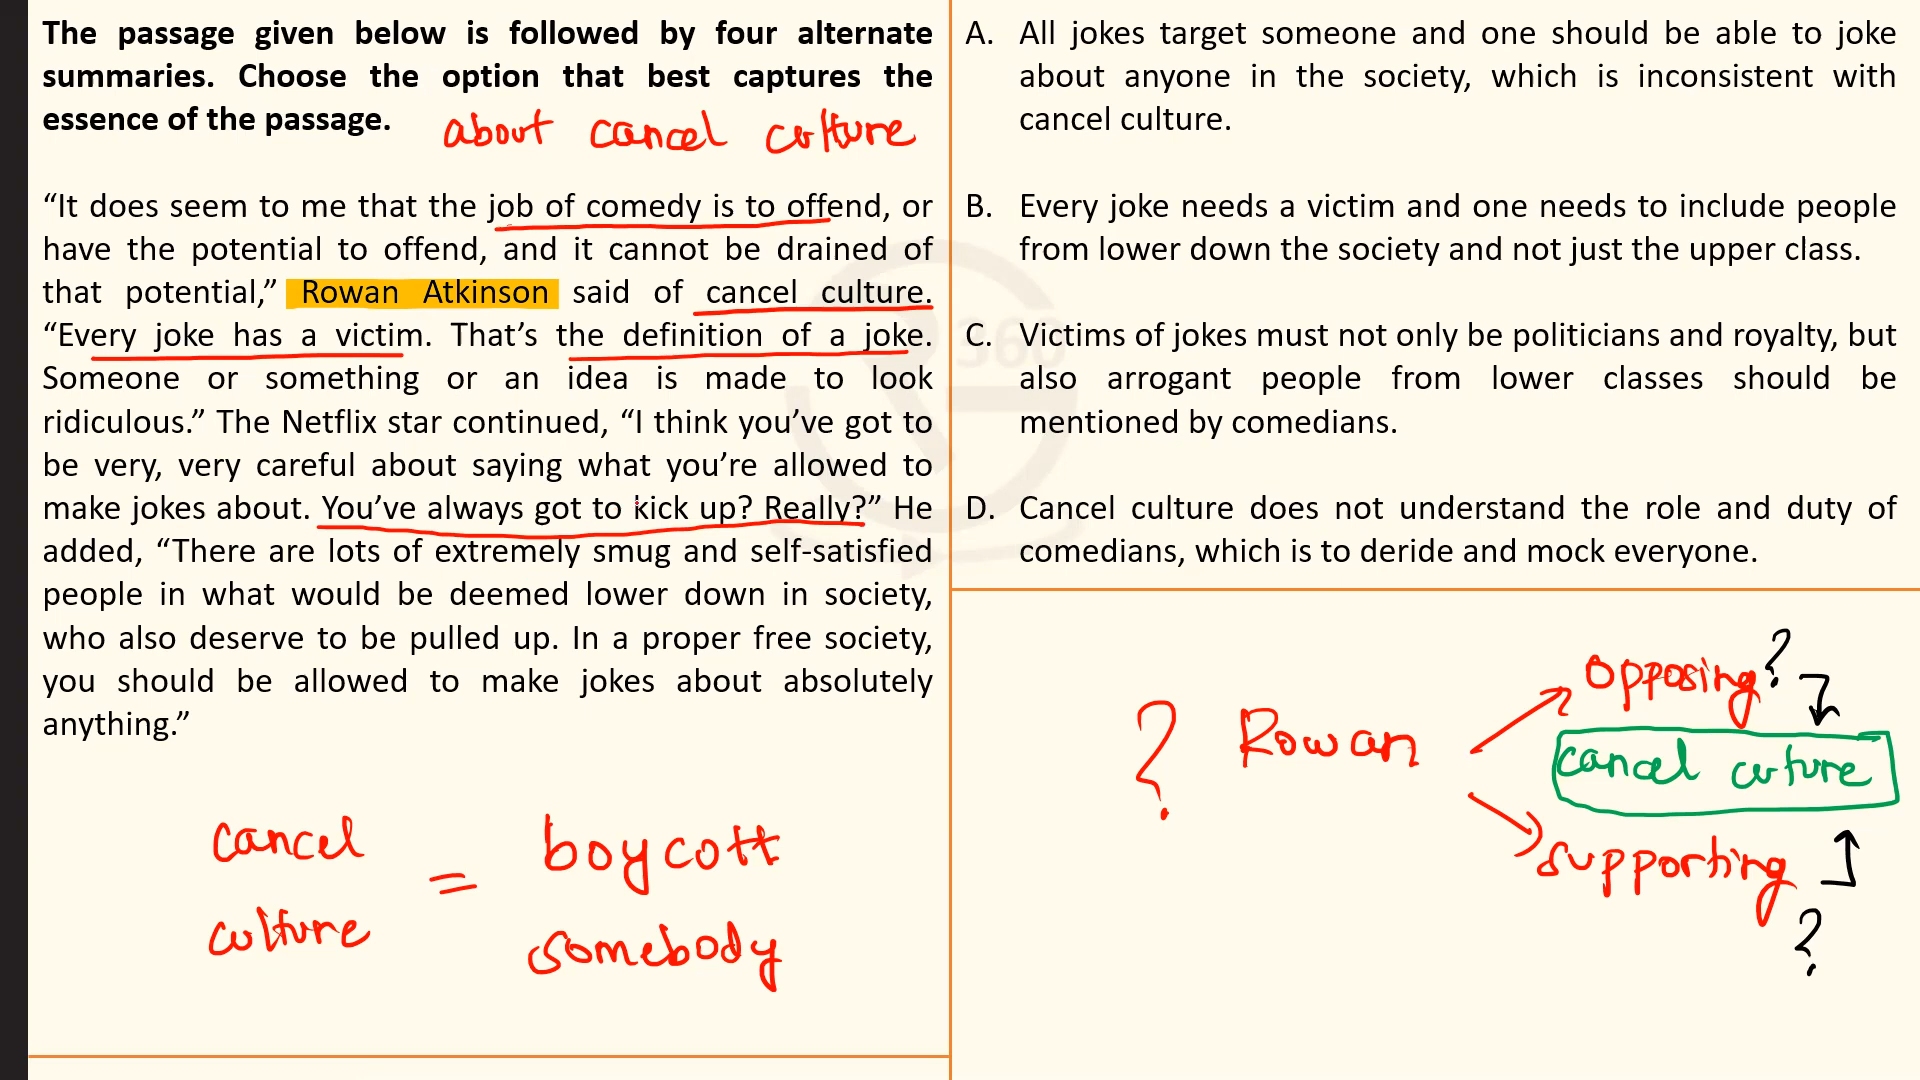 The passage given below is followed by four alternate
summaries. Choose the option that best captures the
essence of the passage.
about cancel culture
“It does seem to me that the job of comedy is to offend, or
have the potential to offend, and it cannot be drained of
that potential,” Rowan Atkinson said of cancel culture.
“Every joke has a victim. That’s the definition of a joke.
Someone or something or an idea is made to look
ridiculous.” The Netflix star continued, “I think you’ve got to
be very, very careful about saying what you’re allowed to
make jokes about. You’ve always got to kick up? Really?” He
added, “There are lots of extremely smug and self-satisfied
people in what would be deemed lower down in society,
who also deserve to be pulled up. In a proper free society,
you should be allowed to make jokes about absolutely
anything.”
cancel
culture
= boycott
somebody
A. All jokes target someone and one should be able to joke
about anyone in the society, which is inconsistent with
cancel culture.
B. Every joke needs a victim and one needs to include people
from lower down the society and not just the upper class.
C. Victims of jokes must not only be politicians and royalty, but
also arrogant people from lower classes should be
mentioned by comedians.
D. Cancel culture does not understand the role and duty of
comedians, which is to deride and mock everyone.
360
opposing ?
? Rowan
cancel culture
supporting
?